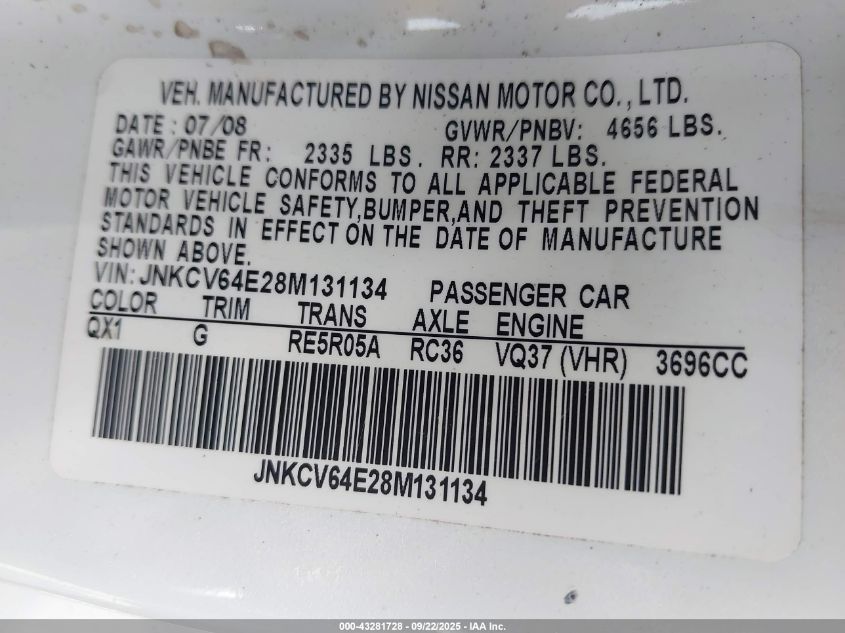 VEH. MANUFACTURED BY NISSAN MOTOR CO., LTD.
DATE: 07/08 GVWR/PNBV: 4656 LBS.
GAWR/PNBE FR: 2335 LBS. RR: 2337 LBS.
THIS VEHICLE CONFORMS TO ALL APPLICABLE FEDERAL
MOTOR VEHICLE SAFETY,BUMPER,AND THEFT PREVENTION
STANDARDS IN EFFECT ON THE DATE OF MANUFACTURE
SHOWN ABOVE.
VIN: JNKCV64E28M131134 PASSENGER CAR
COLOR TRIM TRANS AXLE ENGINE
QX1 G RE5R05A RC36 VQ37 (VHR) 3696CC
JNKCV64E28M131134
000-43281728 - 09/22/2025 - IAA Inc.